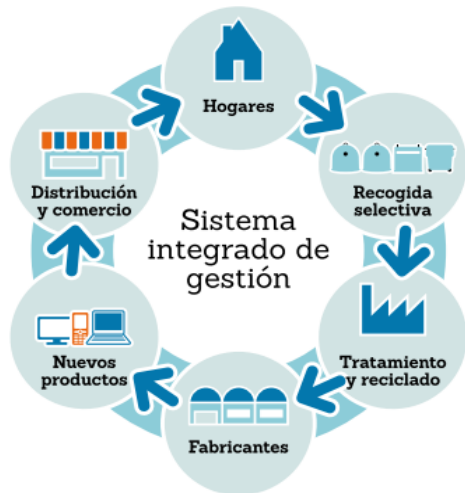 Hogares
Recogida
selectiva
Tratamiento
y reciclado
Fabricantes
Nuevos
productos
Distribución
y comercio
Sistema
integrado de
gestión